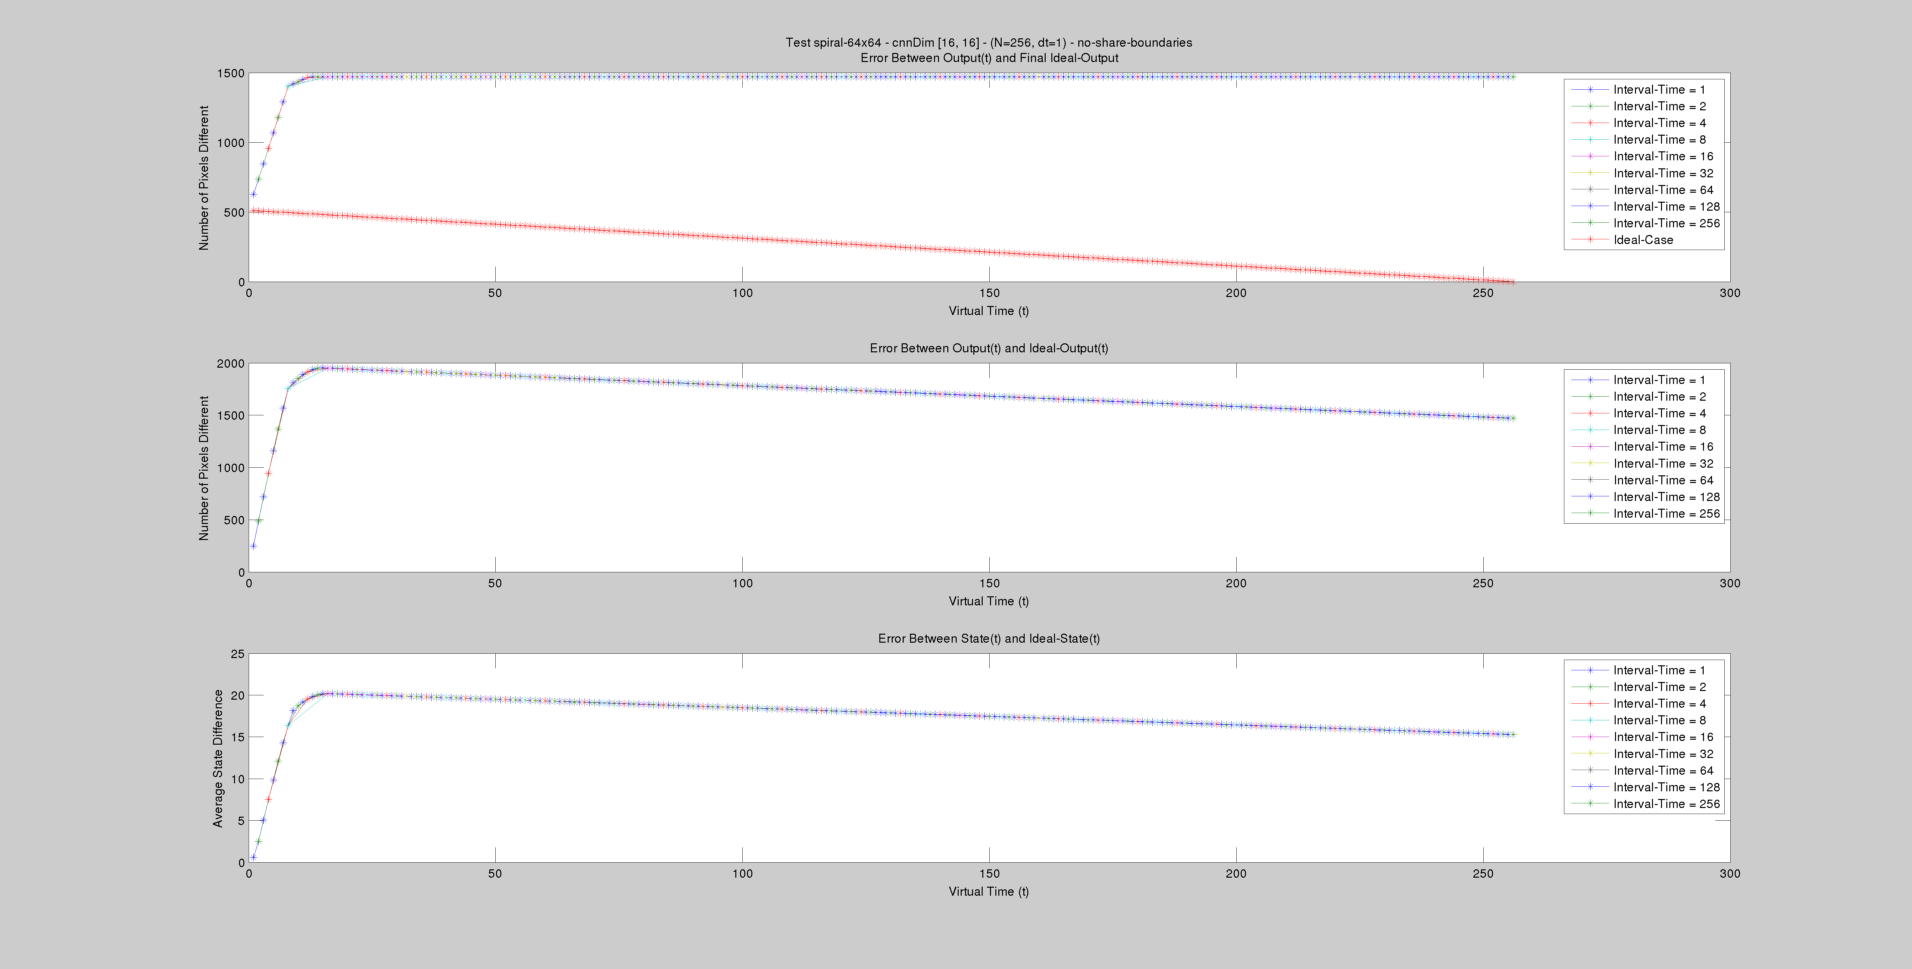 Test spiral-64x64 - cnnDim [16, 16] - (N=256, dt=1) - no-share-boundaries
Error Between Output(t) and Final Ideal-Output
Number of Pixels Different
1500
1000
500
0
0 50 100 150 200 250 300
Virtual Time (t)
Interval-Time = 1
Interval-Time = 2
Interval-Time = 4
Interval-Time = 8
Interval-Time = 16
Interval-Time = 32
Interval-Time = 64
Interval-Time = 128
Interval-Time = 256
Ideal-Case
Error Between Output(t) and Ideal-Output(t)
Number of Pixels Different
2000
1500
1000
500
0
0 50 100 150 200 250 300
Virtual Time (t)
Interval-Time = 1
Interval-Time = 2
Interval-Time = 4
Interval-Time = 8
Interval-Time = 16
Interval-Time = 32
Interval-Time = 64
Interval-Time = 128
Interval-Time = 256
Error Between State(t) and Ideal-State(t)
Average State Difference
25
20
15
10
5
0
0 50 100 150 200 250 300
Virtual Time (t)
Interval-Time = 1
Interval-Time = 2
Interval-Time = 4
Interval-Time = 8
Interval-Time = 16
Interval-Time = 32
Interval-Time = 64
Interval-Time = 128
Interval-Time = 256